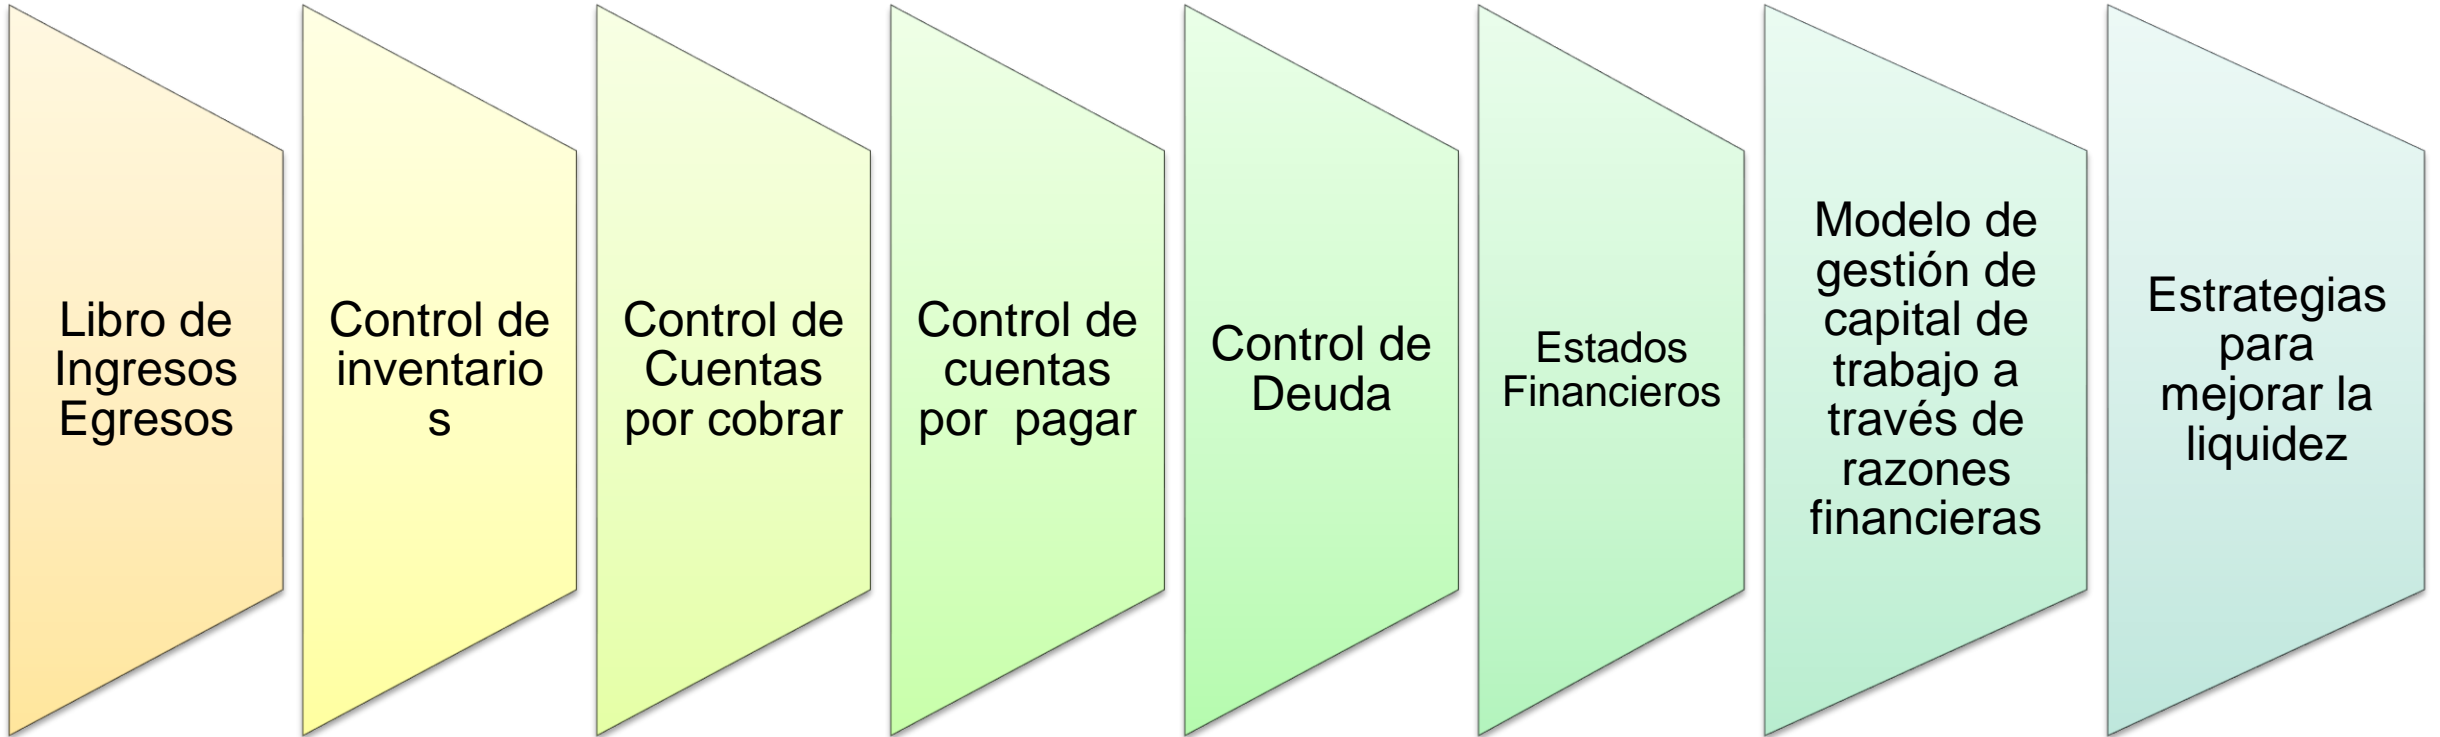 Libro de
Ingresos
Egresos
Control de
inventario
s
Control de
Cuentas
por cobrar
Control de
cuentas
por  pagar
Control de
Deuda
Estados
Financieros
Modelo de
gestión de
capital de
trabajo a
través de
razones
financieras
Estrategias
para
mejorar la
liquidez